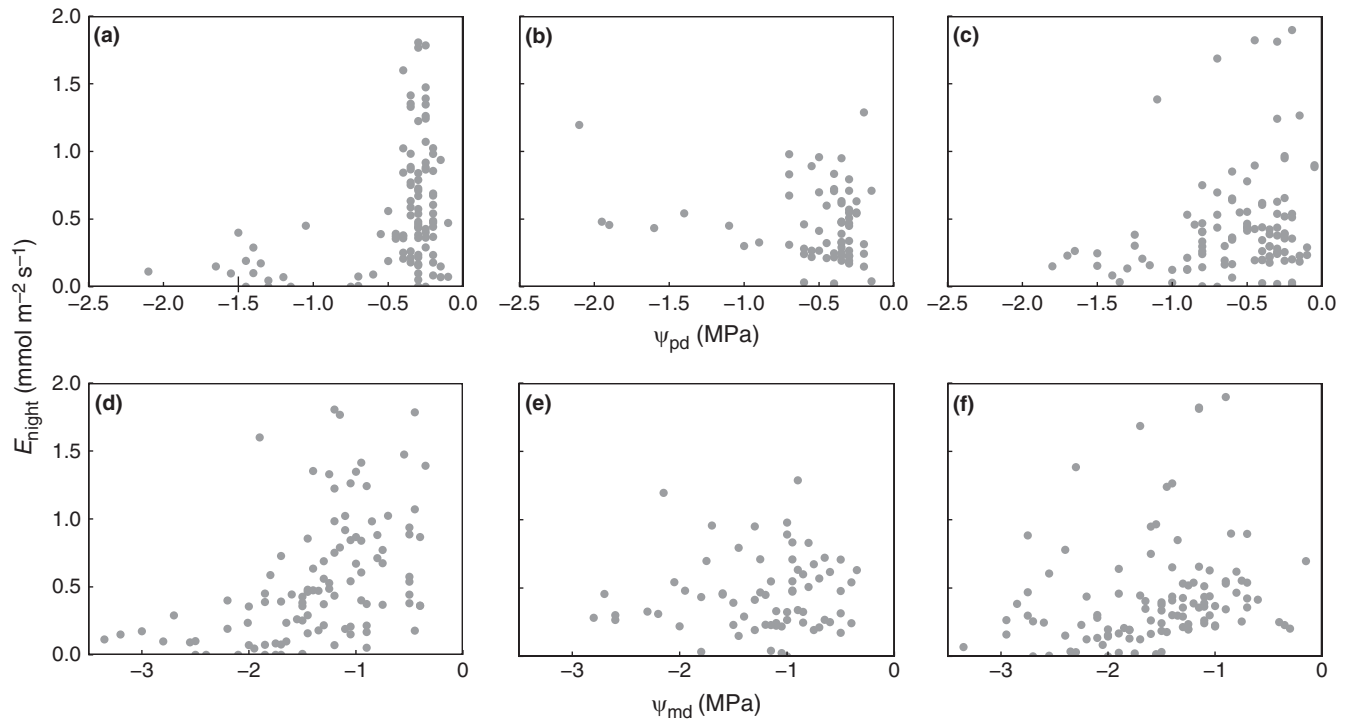 2.0
1.5
1.0
0.5
0.0
(a)
(b)
(c)
−2.5 −2.0 −1.5 −1.0 −0.5 0.0
−2.5 −2.0 −1.5 −1.0 −0.5 0.0
−2.5 −2.0 −1.5 −1.0 −0.5 0.0
ψpd (MPa)
Enight (mmol m−2 s−1)
2.0
1.5
1.0
0.5
0.0
(d)
(e)
(f)
−3 −2 −1 0
−3 −2 −1 0
−3 −2 −1 0
ψmd (MPa)